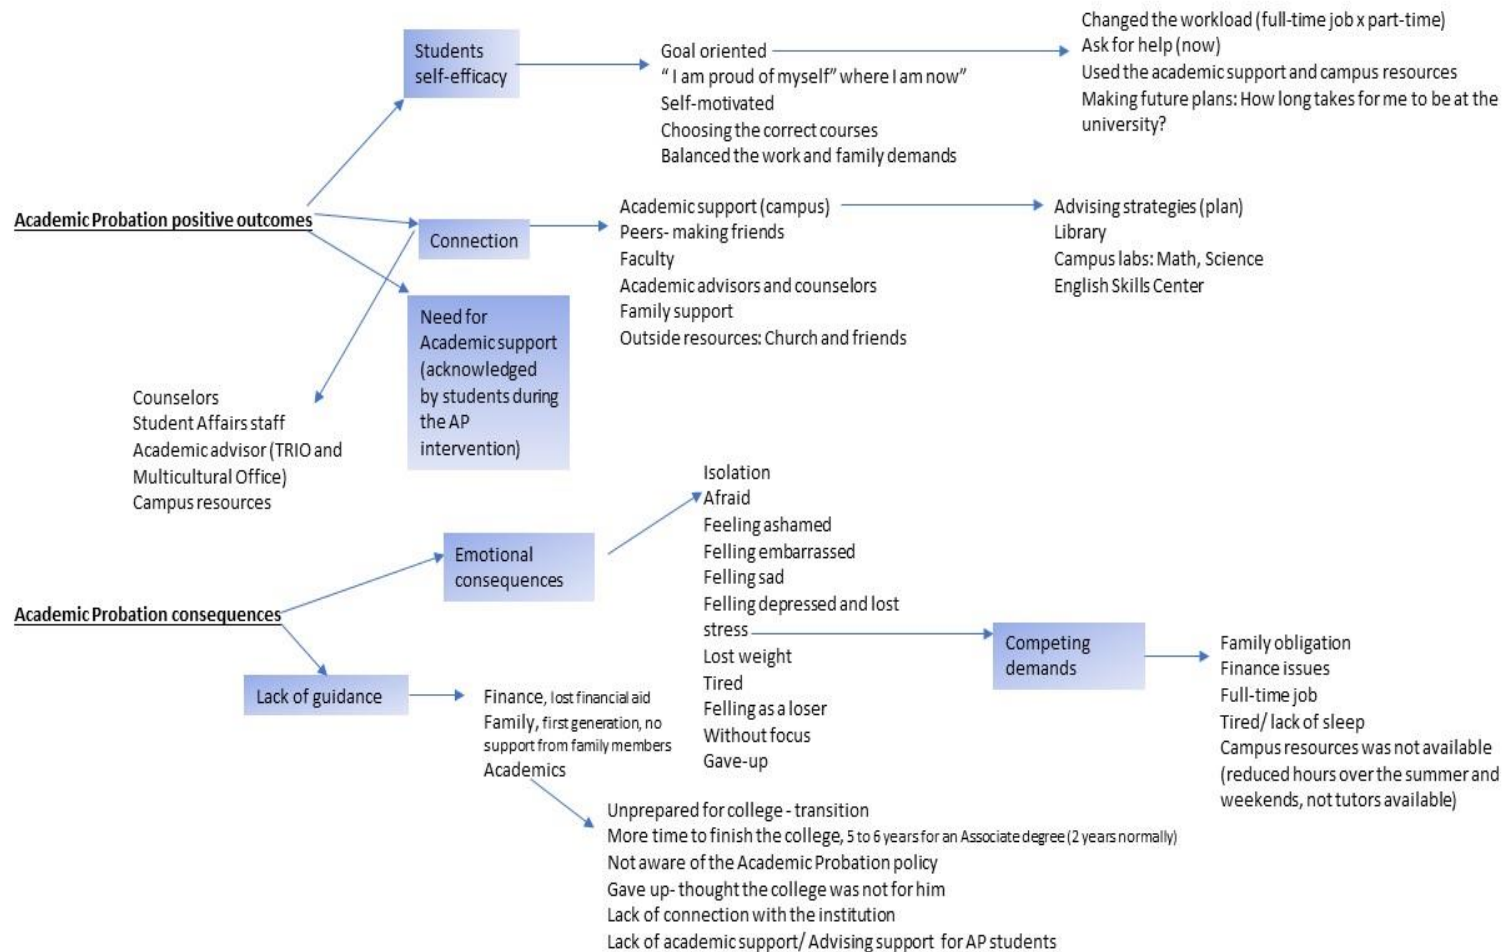 Students
self-efficacy
Goal oriented
“ I am proud of myself” where I am now”
Self-motivated
Choosing the correct courses
Balanced the work and family demands
Changed the workload (full-time job x part-time)
Ask for help (now)
Used the academic support and campus resources
Making future plans: How long takes for me to be at the
university?
Academic Probation positive outcomes
Connection
Academic support (campus)
Peers- making friends
Faculty
Academic advisors and counselors
Family support
Outside resources: Church and friends
Advising strategies (plan)
Library
Campus labs: Math, Science
English Skills Center
Need for
Academic support
(acknowledged
by students during
the AP
intervention)
Counselors
Student Affairs staff
Academic advisor (TRIO and
Multicultural Office)
Campus resources
Academic Probation consequences
Emotional
consequences
Isolation
Afraid
Feeling ashamed
Felling embarrassed
Felling sad
Felling depressed and lost
stress
Lost weight
Tired
Felling as a loser
Without focus
Gave-up
Competing
demands
Family obligation
Finance issues
Full-time job
Tired/ lack of sleep
Campus resources was not available
(reduced hours over the summer and
weekends, not tutors available)
Lack of guidance
Finance, lost financial aid
Family, first generation, no
support from family members
Academics
Unprepared for college - transition
More time to finish the college, 5 to 6 years for an Associate degree (2 years normally)
Not aware of the Academic Probation policy
Gave up- thought the college was not for him
Lack of connection with the institution
Lack of academic support/ Advising support for AP students